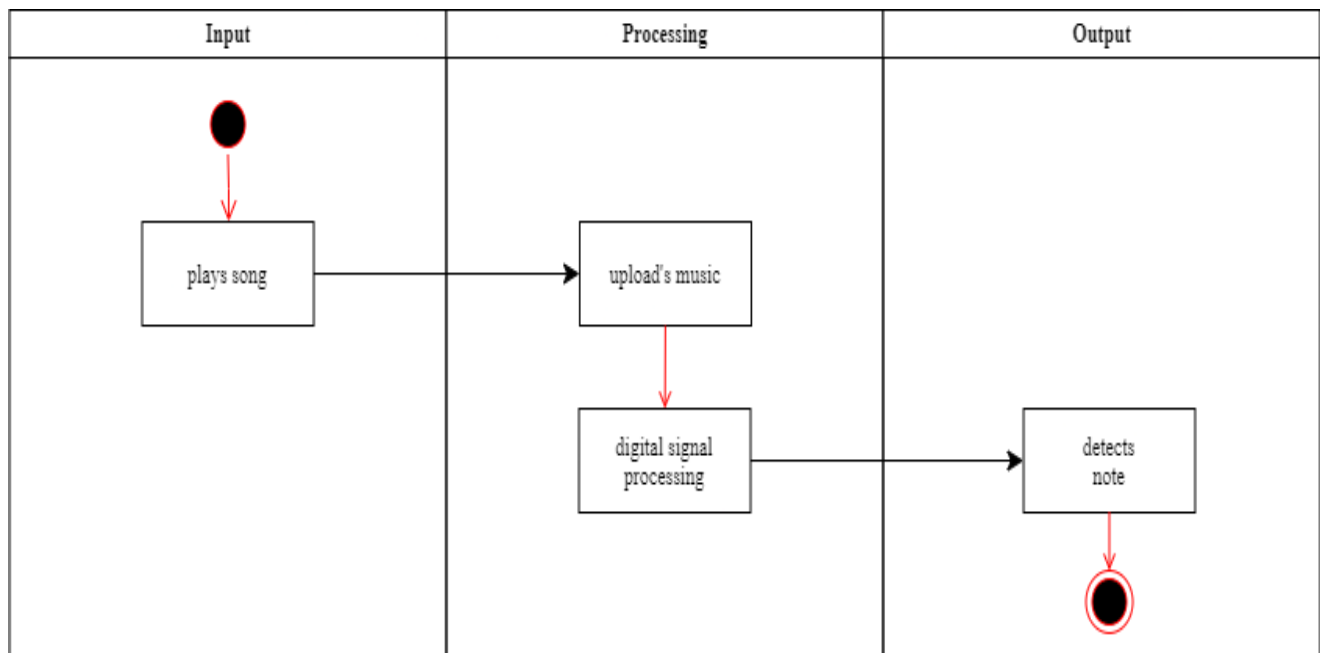 Input
Processing
Output
plays song
upload's music
digital signal
processing
detects
note